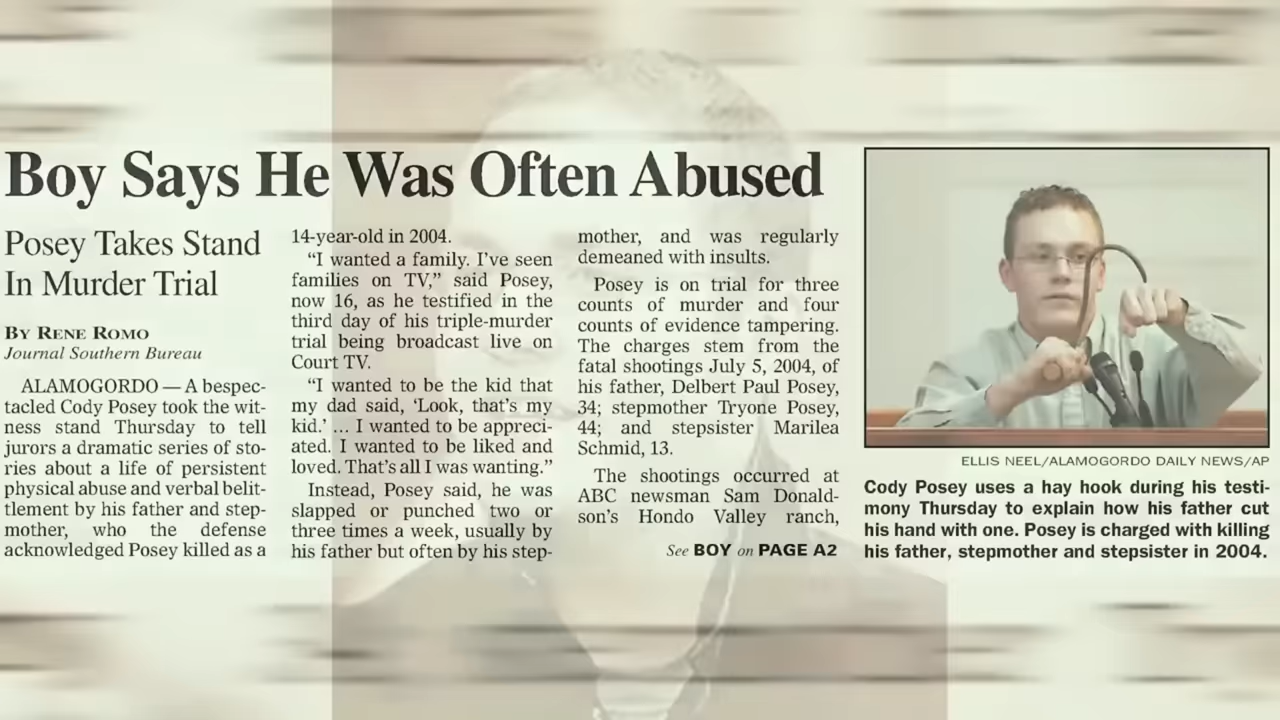 Boy Says He Was Often Abused
Posey Takes Stand
In Murder Trial
BY RENE ROMO
Journal Southern Bureau
ALAMOGORDO — A bespec-
tacled Cody Posey took the wit-
ness stand Thursday to tell
jurors a dramatic series of sto-
ries about a life of persistent
physical abuse and verbal belit-
tlement by his father and step-
mother, who the defense
acknowledged Posey killed as a
14-year-old in 2004.
“I wanted a family. I’ve seen
families on TV,” said Posey,
now 16, as he testified in the
third day of his triple-murder
trial being broadcast live on
Court TV.
“I wanted to be the kid that
my dad said, ‘Look, that’s my
kid.’ ... I wanted to be appreci-
ated. I wanted to be liked and
loved. That’s all I was wanting.”
Instead, Posey said, he was
slapped or punched two or
three times a week, usually by
his father but often by his step-
mother, and was regularly
demeaned with insults.
Posey is on trial for three
counts of murder and four
counts of evidence tampering.
The charges stem from the
fatal shootings July 5, 2004, of
his father, Delbert Paul Posey,
34; stepmother Tryone Posey,
44; and stepsister Marilea
Schmid, 13.
The shootings occurred at
ABC newsman Sam Donald-
son’s Hondo Valley ranch,
See BOY on PAGE A2
ELLIS NEEL/ALAMOGORDO DAILY NEWS/AP
Cody Posey uses a hay hook during his testi-
mony Thursday to explain how his father cut
his hand with one. Posey is charged with killing
his father, stepmother and stepsister in 2004.